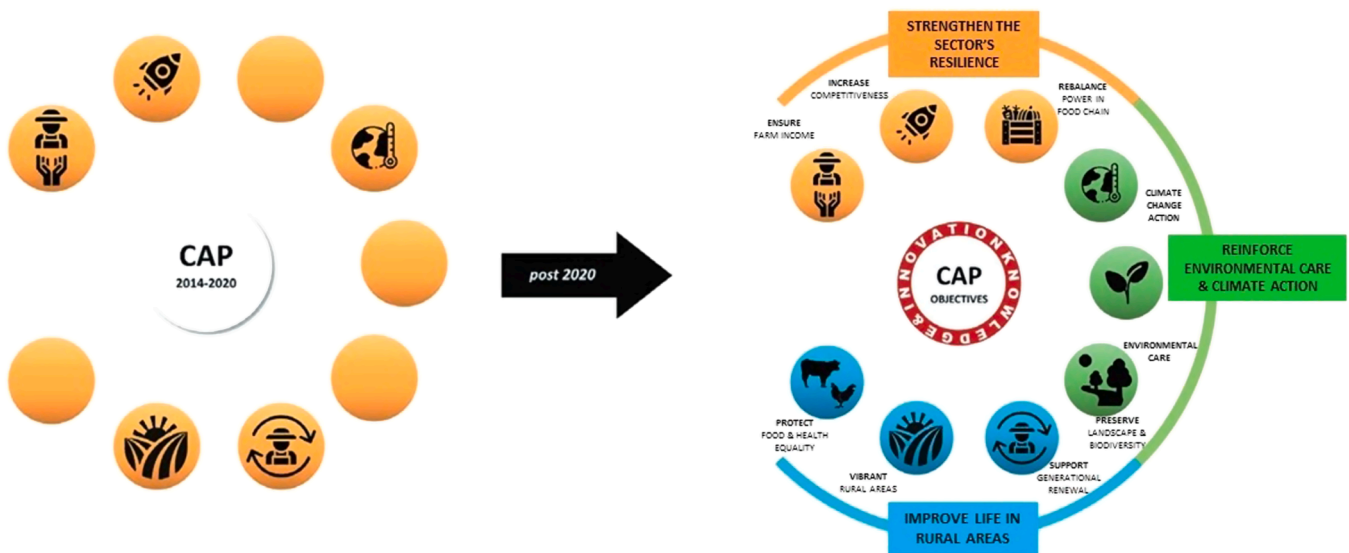 CAP
2014-2020
post 2020
STRENGTHEN THE
SECTOR'S
RESILIENCE
INCREASE
COMPETITIVENESS
REBALANCE
POWER IN
FOOD CHAIN
ENSURE
FARM INCOME
CLIMATE
CHANGE
ACTION
KNOWLEDGE&INNOVATION
CAP
OBJECTIVES
REINFORCE
ENVIRONMENTAL CARE
& CLIMATE ACTION
ENVIRONMENTAL
CARE
PROTECT
FOOD & HEALTH
EQUALITY
PRESERVE
LANDSCAPE &
BIODIVERSITY
VIBRANT
RURAL AREAS
SUPPORT
GENERATIONAL
RENEWAL
IMPROVE LIFE IN
RURAL AREAS